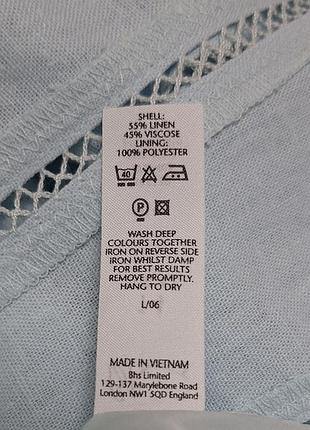 SHELL:
55% LINEN
45% VISCOSE
LINING:
100% POLYESTER
40
P
WASH DEEP
COLOURS TOGETHER
IRON ON REVERSE SIDE
IRON WHILST DAMP
FOR BEST RESULTS
REMOVE PROMPTLY.
HANG TO DRY
L/06
MADE IN VIETNAM
Bhs Limited
129-137 Marylebone Road
London NW1 5QD England